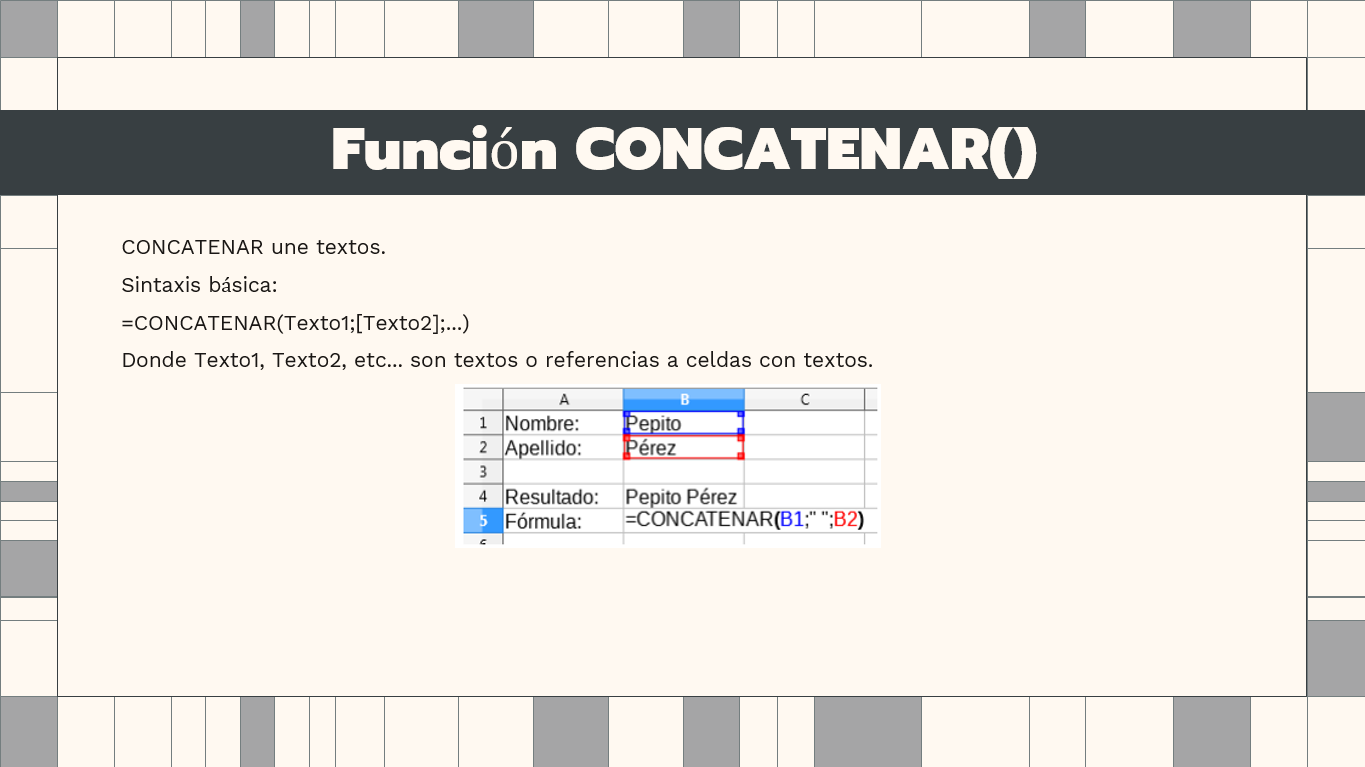 Función CONCATENAR()
CONCATENAR une textos.
Sintaxis básica:
=CONCATENAR(Texto1;[Texto2];...)
Donde Texto1, Texto2, etc... son textos o referencias a celdas con textos.
A B C
1 Nombre: Pepito
2 Apellido: Pérez
3
4 Resultado: Pepito Pérez
5 Fórmula: =CONCATENAR(B1;" ";B2)